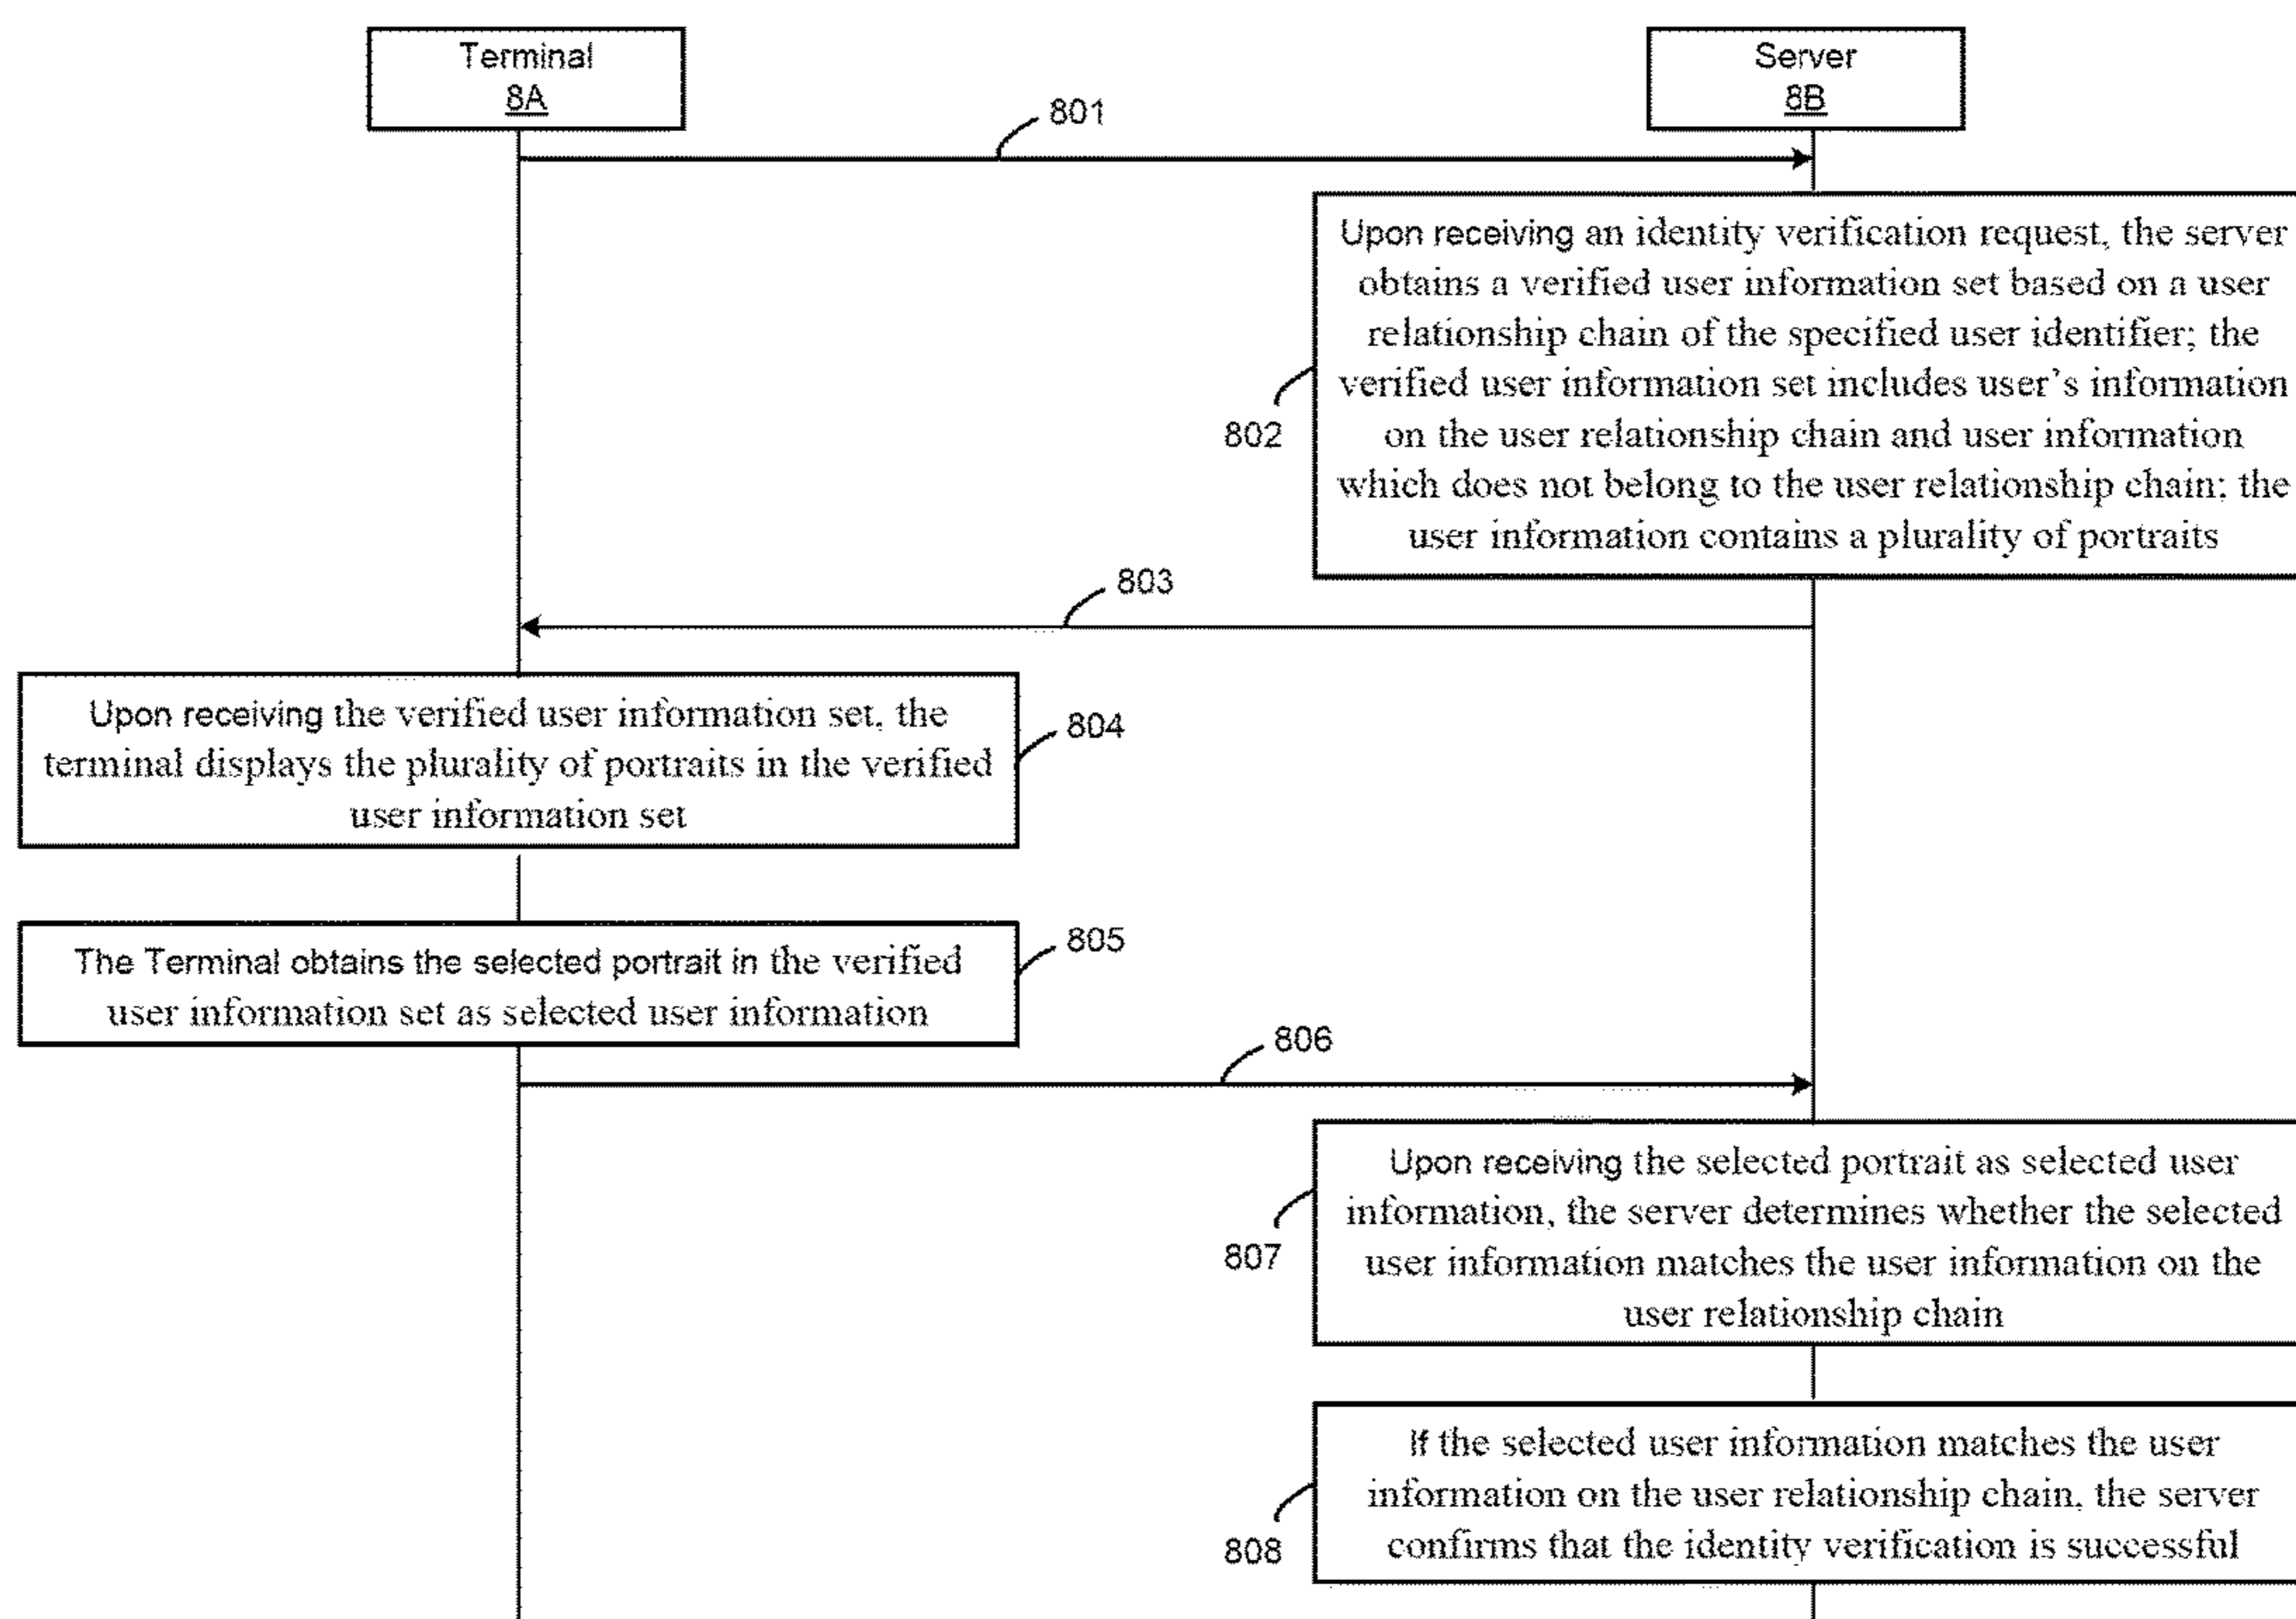 Terminal
8A
Server
8B
801
Upon receiving an identity verification request, the server
obtains a verified user information set based on a user
relationship chain of the specified user identifier; the
verified user information set includes user's information
on the user relationship chain and user information
which does not belong to the user relationship chain; the
user information contains a plurality of portraits
802
803
Upon receiving the verified user information set, the
terminal displays the plurality of portraits in the verified
user information set
804
The Terminal obtains the selected portrait in the verified
user information set as selected user information
805
806
Upon receiving the selected portrait as selected user
information, the server determines whether the selected
user information matches the user information on the
user relationship chain
807
If the selected user information matches the user
information on the user relationship chain, the server
confirms that the identity verification is successful
808